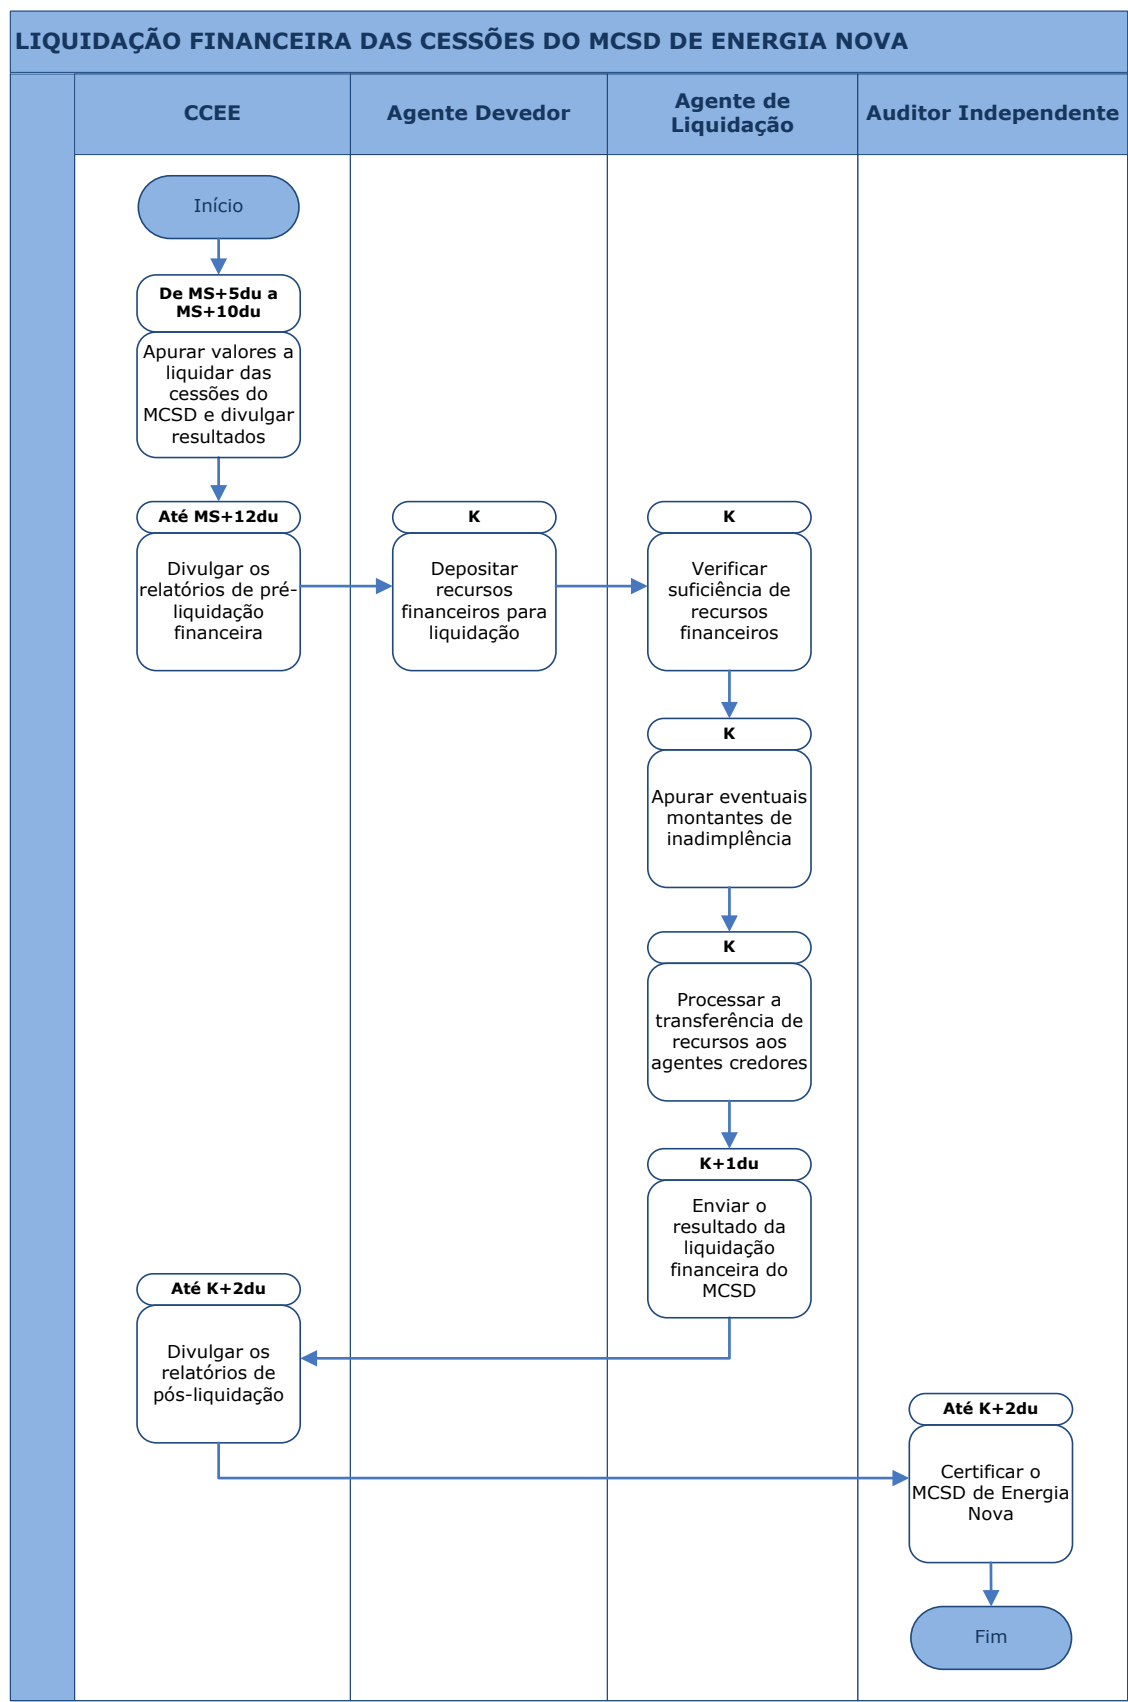 LIQUIDAÇÃO FINANCEIRA DAS CESSÕES DO MCSD DE ENERGIA NOVA
CCEE
Agente Devedor
Agente de
Liquidação
Auditor Independente
Início
De MS+5du a
MS+10du
Apurar valores a
liquidar das
cessões do
MCSD e divulgar
resultados
Até MS+12du
Divulgar os
relatórios de pré-
liquidação
financeira
K
Depositar
recursos
financeiros para
liquidação
K
Verificar
suficiência de
recursos
financeiros
K
Apurar eventuais
montantes de
inadimplência
K
Processar a
transferência de
recursos aos
agentes credores
K+1du
Enviar o
resultado da
liquidação
financeira do
MCSD
Até K+2du
Divulgar os
relatórios de
pós-liquidação
Até K+2du
Certificar o
MCSD de Energia
Nova
Fim